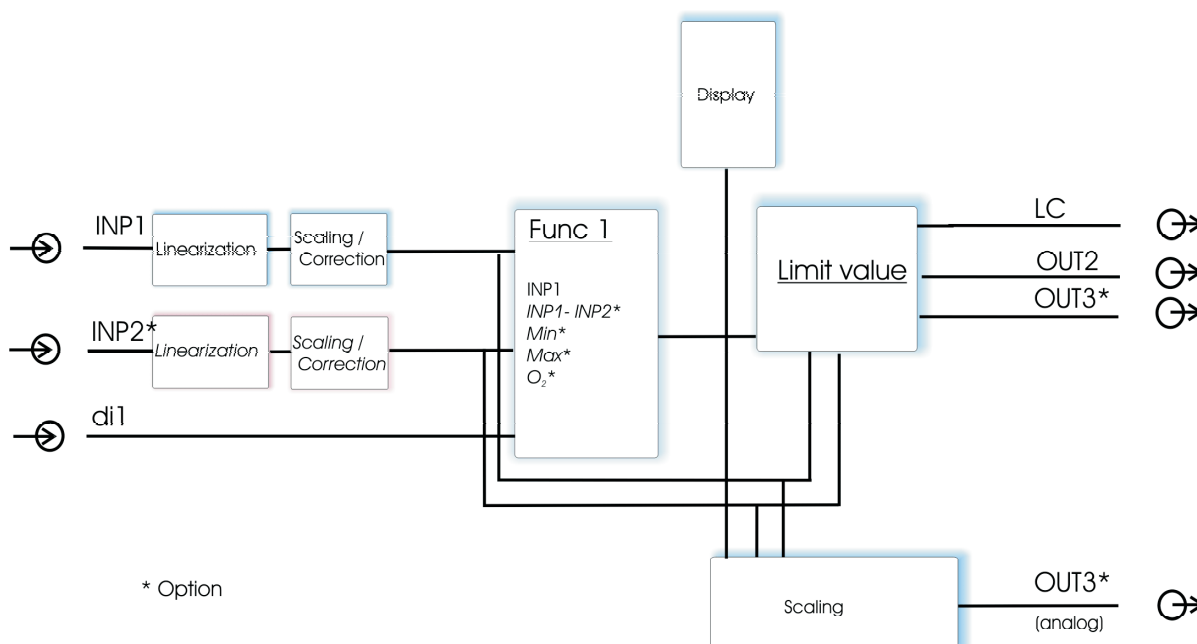 Display
INP1
Linearization
Scaling /
Correction
INP2*
Linearization
Scaling /
Correction
di1
Func 1
INP1
INP1- INP2*
Min*
Max*
O₂*
Limit value
LC
OUT2
OUT3*
* Option
Scaling
OUT3*
(analog)